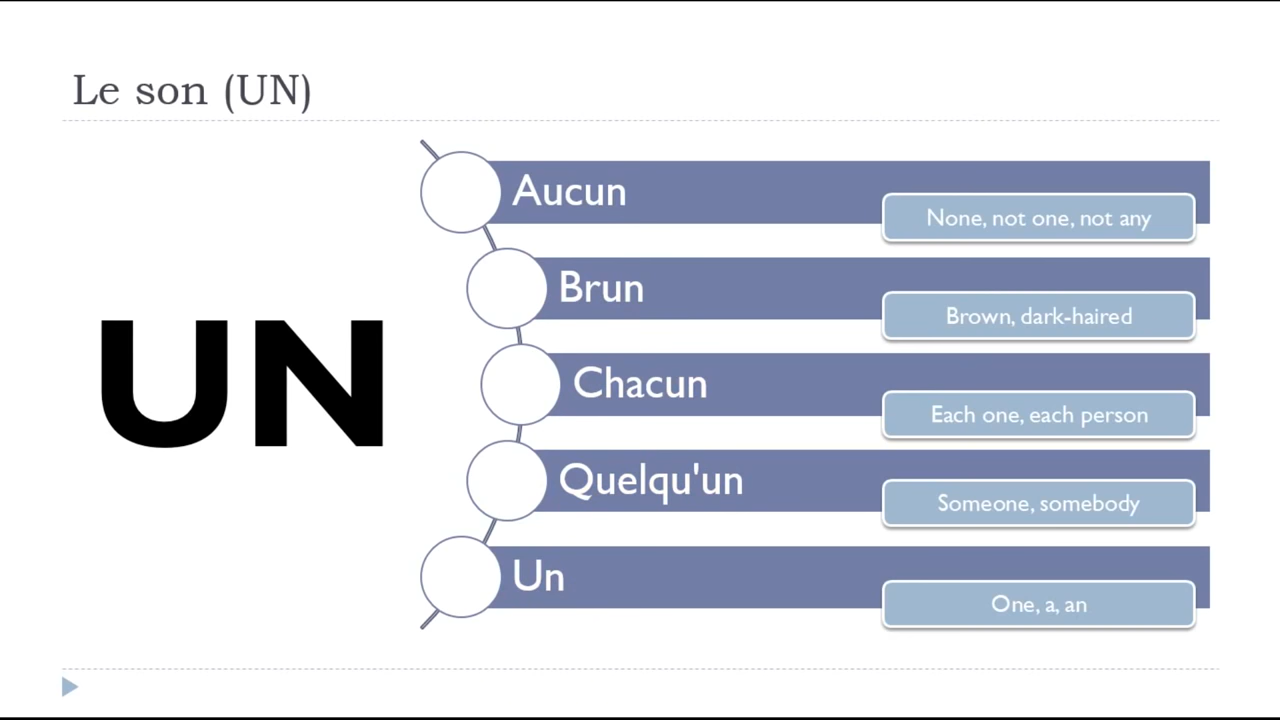 Le son (UN)
UN
Aucun
None, not one, not any
Brun
Brown, dark-haired
Chacun
Each one, each person
Quelqu'un
Someone, somebody
Un
One, a, an